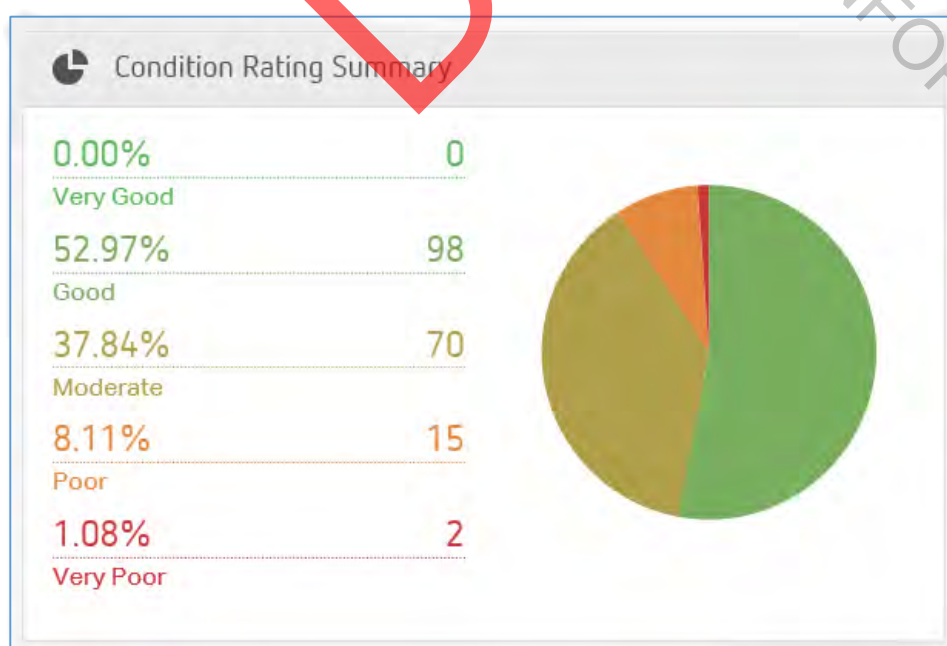 Condition Rating Summary
0.00% 0
Very Good
52.97% 98
Good
37.84% 70
Moderate
8.11% 15
Poor
1.08% 2
Very Poor